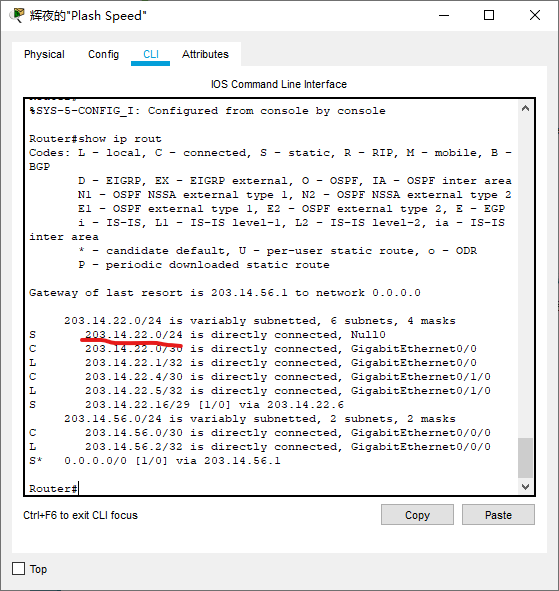 辉夜的"Plash Speed"
Physical Config CLI Attributes
IOS Command Line Interface
%SYS-5-CONFIG_I: Configured from console by console
Router#show ip rout
Codes: L - local, C - connected, S - static, R - RIP, M - mobile, B -
BGP
D - EIGRP, EX - EIGRP external, O - OSPF, IA - OSPF inter area
N1 - OSPF NSSA external type 1, N2 - OSPF NSSA external type 2
E1 - OSPF external type 1, E2 - OSPF external type 2, E - EGP
i - IS-IS, L1 - IS-IS level-1, L2 - IS-IS level-2, ia - IS-IS
inter area
* - candidate default, U - per-user static route, o - ODR
P - periodic downloaded static route
Gateway of last resort is 203.14.56.1 to network 0.0.0.0
203.14.22.0/24 is variably subnetted, 6 subnets, 4 masks
S 203.14.22.0/24 is directly connected, Null0
C 203.14.22.0/30 is directly connected, GigabitEthernet0/0
L 203.14.22.1/32 is directly connected, GigabitEthernet0/0
C 203.14.22.4/30 is directly connected, GigabitEthernet0/1/0
L 203.14.22.5/32 is directly connected, GigabitEthernet0/1/0
S 203.14.22.16/29 [1/0] via 203.14.22.6
203.14.56.0/24 is variably subnetted, 2 subnets, 2 masks
C 203.14.56.0/30 is directly connected, GigabitEthernet0/0/0
L 203.14.56.2/32 is directly connected, GigabitEthernet0/0/0
S* 0.0.0.0/0 [1/0] via 203.14.56.1
Router#
Ctrl+F6 to exit CLI focus
Copy Paste
Top